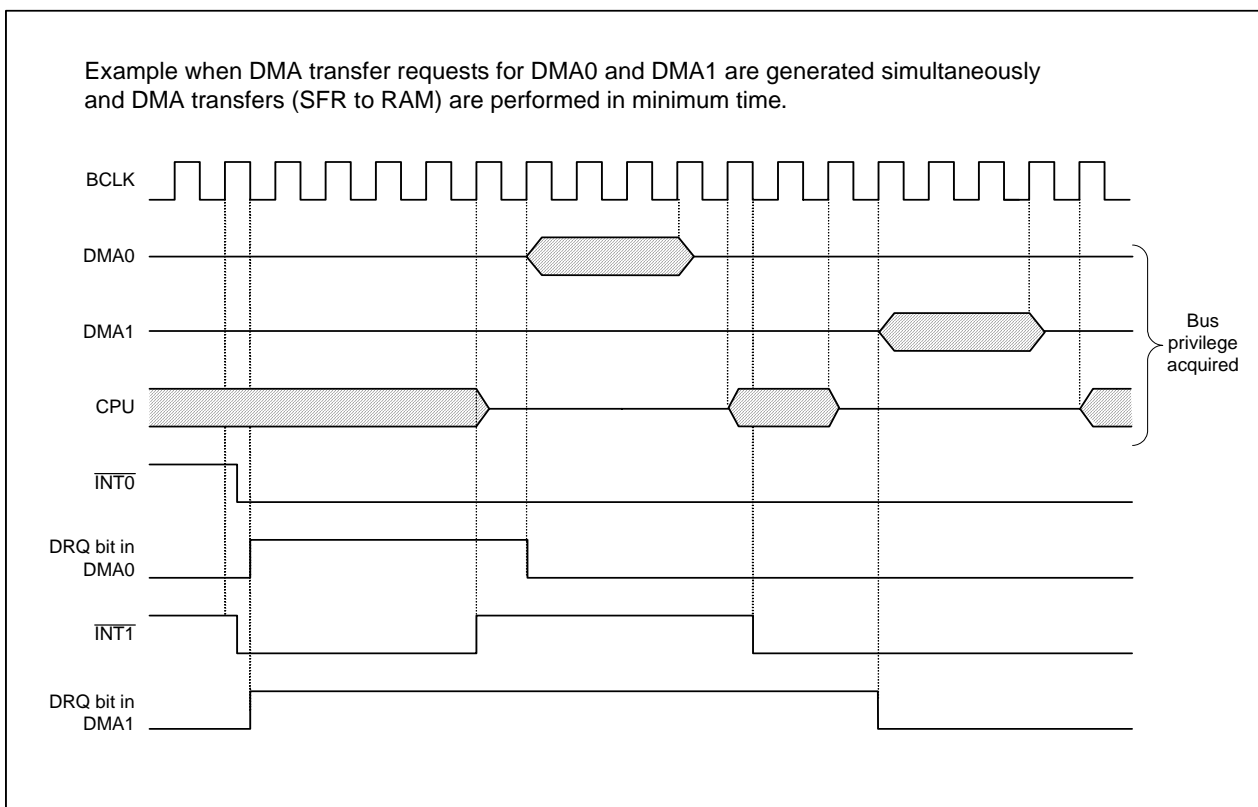 Example when DMA transfer requests for DMA0 and DMA1 are generated simultaneously
and DMA transfers (SFR to RAM) are performed in minimum time.
BCLK
DMA0
DMA1
CPU
Bus
privilege
acquired
INT0
DRQ bit in
DMA0
INT1
DRQ bit in
DMA1